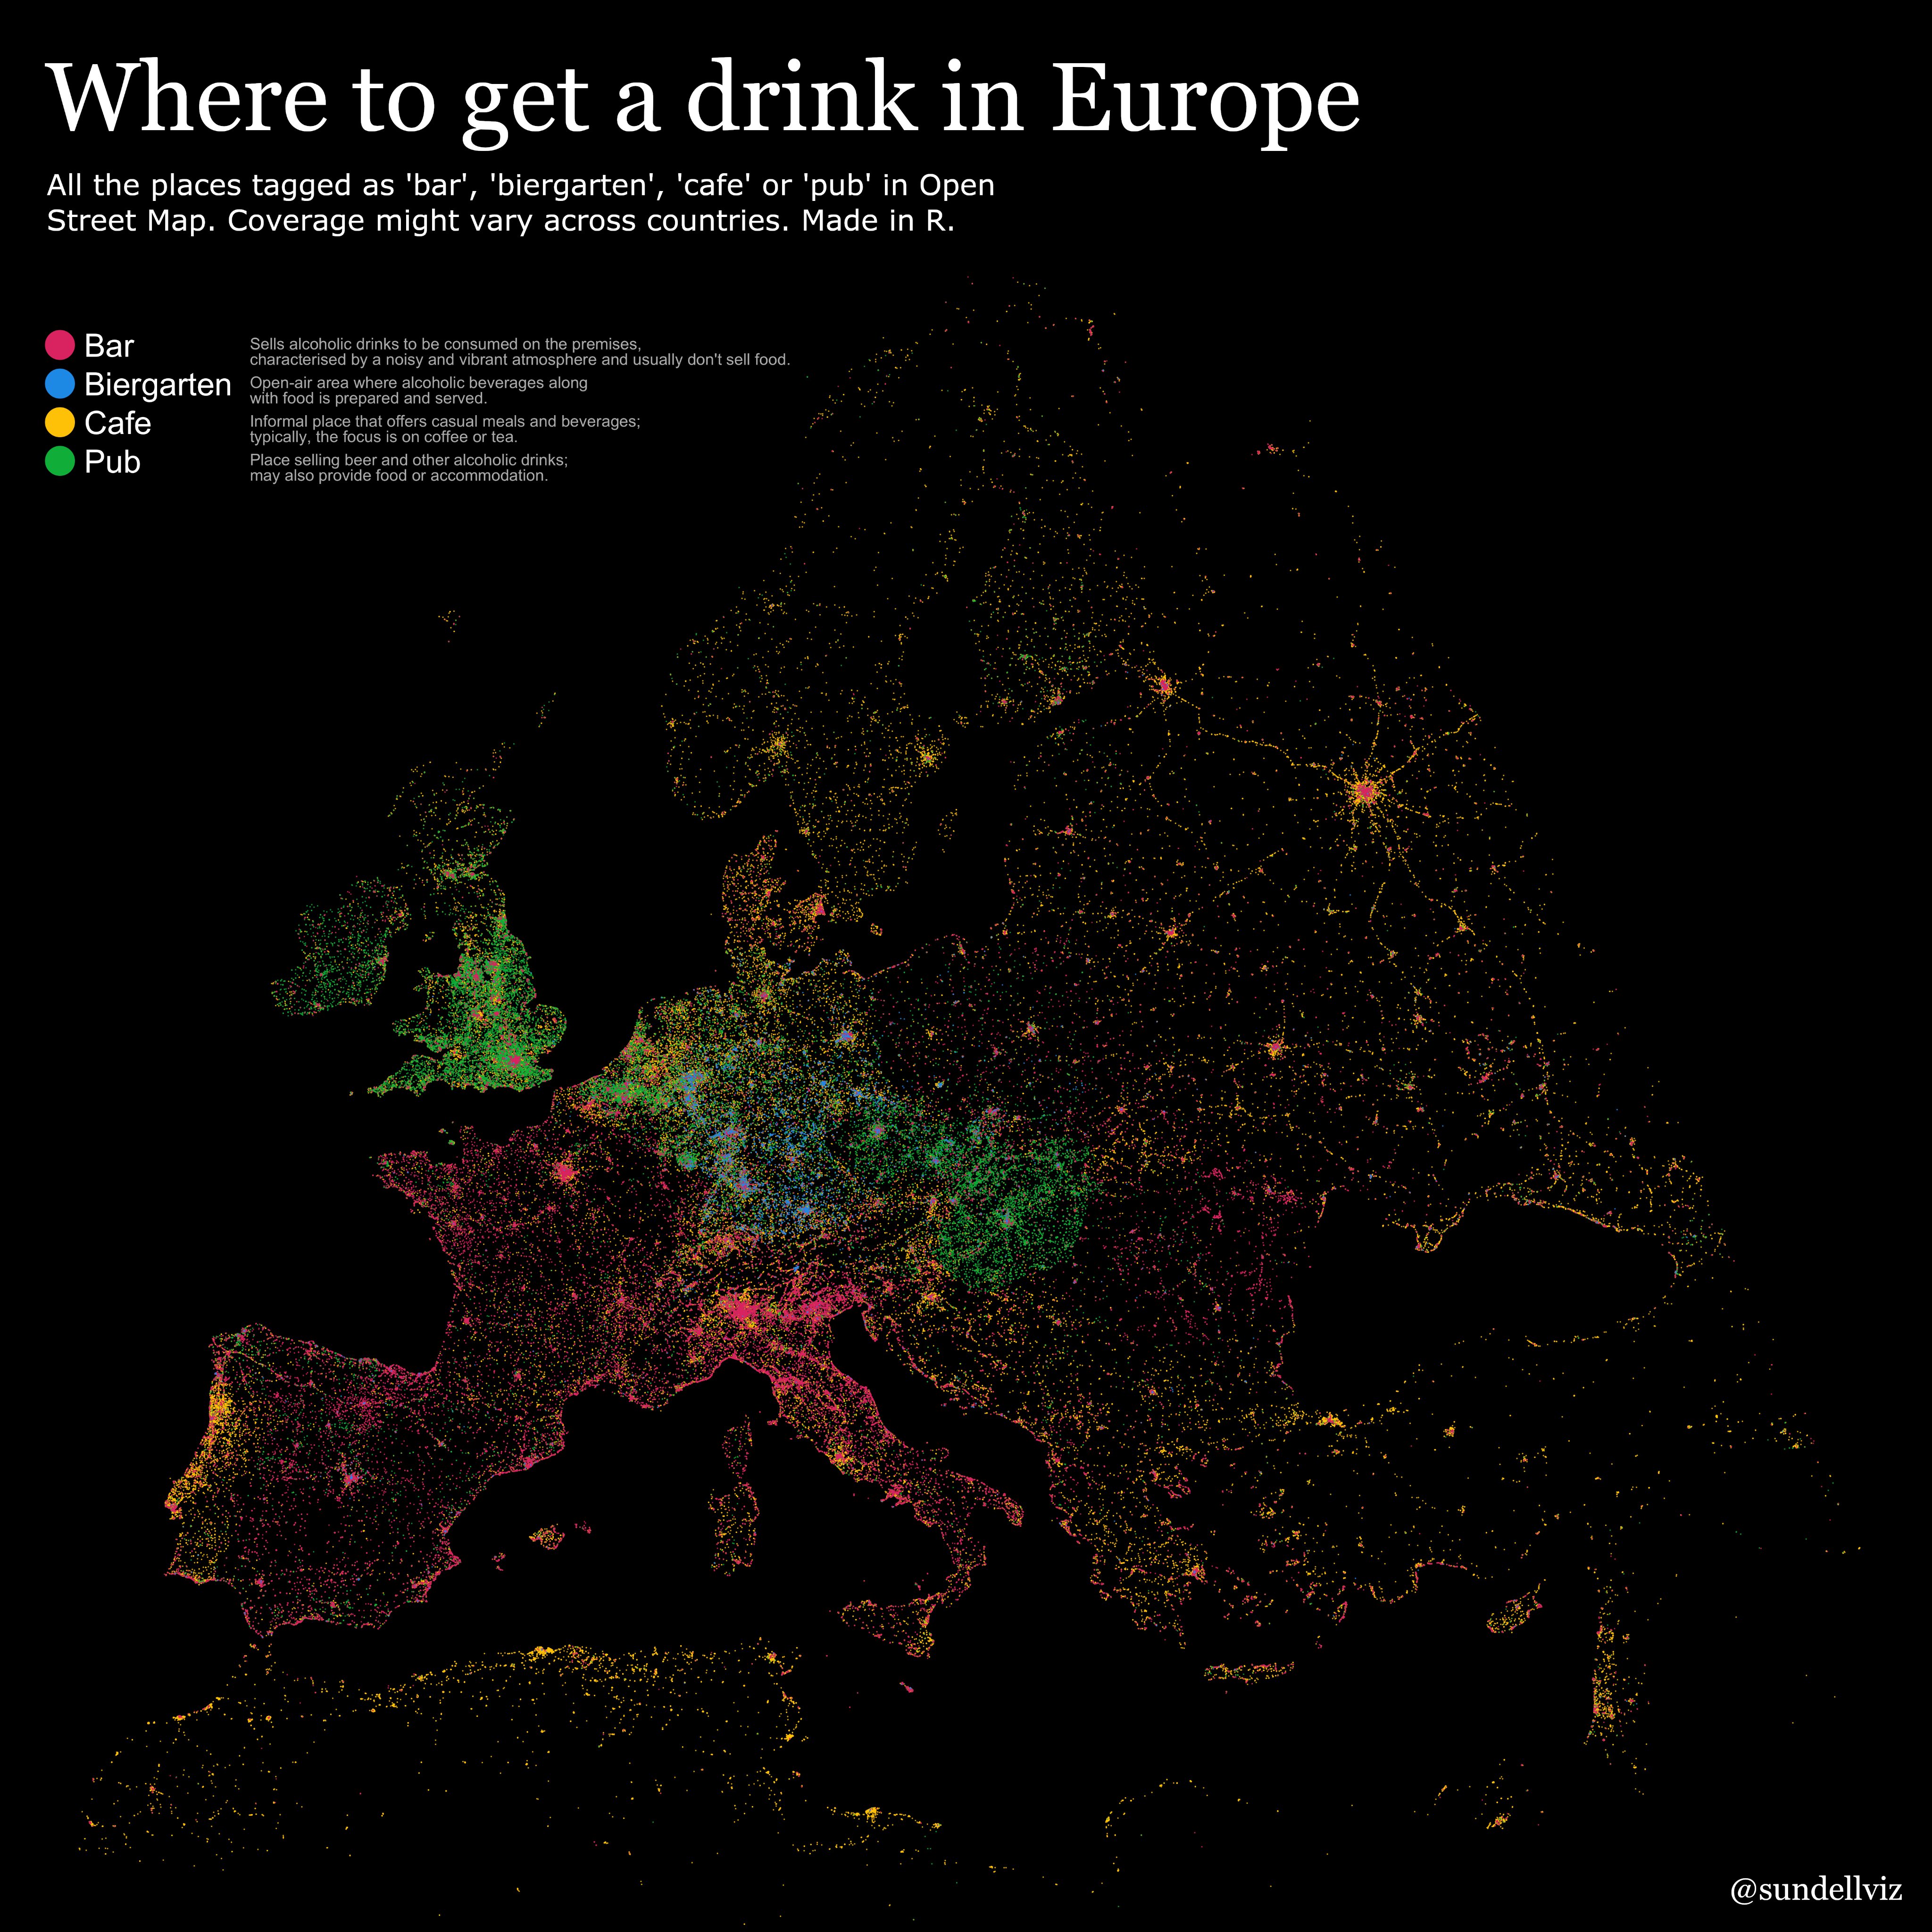 Where to get a drink in Europe
All the places tagged as 'bar', 'biergarten', 'cafe' or 'pub' in Open
Street Map. Coverage might vary across countries. Made in R.
Bar
Sells alcoholic drinks to be consumed on the premises,
characterised by a noisy and vibrant atmosphere and usually don't sell food.
Biergarten
Open-air area where alcoholic beverages along
with food is prepared and served.
Cafe
Informal place that offers casual meals and beverages;
typically, the focus is on coffee or tea.
Pub
Place selling beer and other alcoholic drinks;
may also provide food or accommodation.
@sundellviz